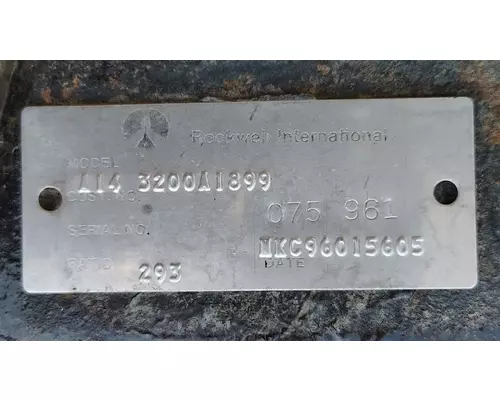 Rockwell International
MODEL
A14 3200A1899
CUST. NO.
075 961
SERIAL NO.
NKC96015605
RATIO 293 DATE